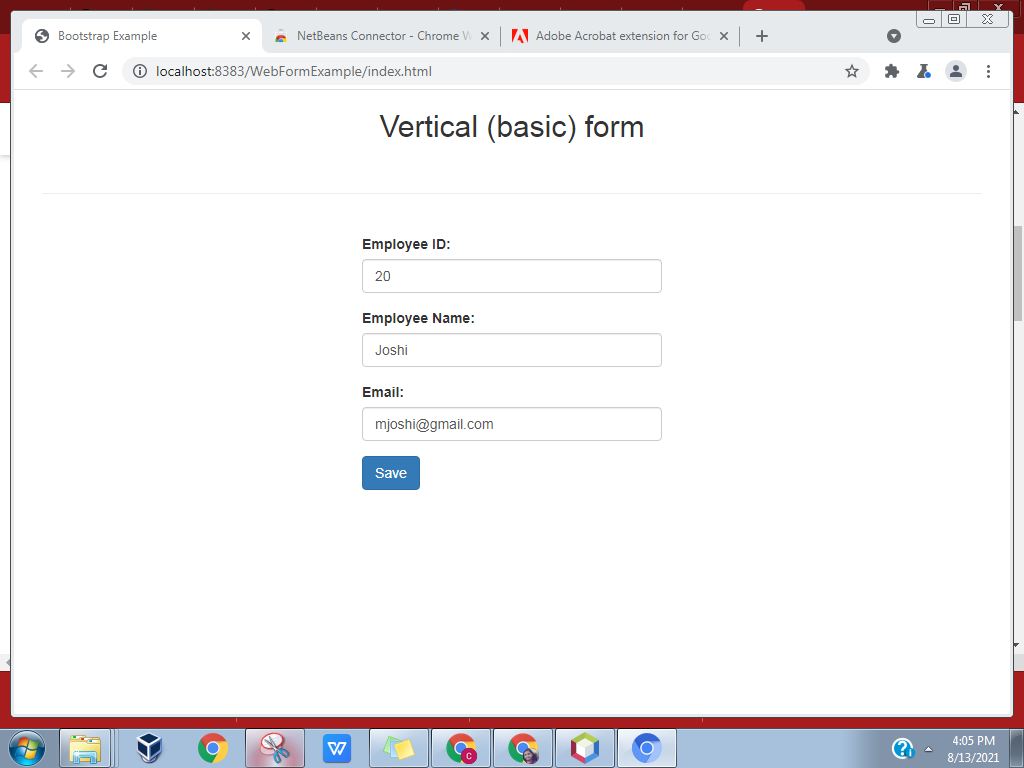 Bootstrap Example
NetBeans Connector - Chrome W
Adobe Acrobat extension for Goo
localhost:8383/WebFormExample/index.html
Vertical (basic) form
Employee ID:
20
Employee Name:
Joshi
Email:
mjoshi@gmail.com
Save
4:05 PM
8/13/2021